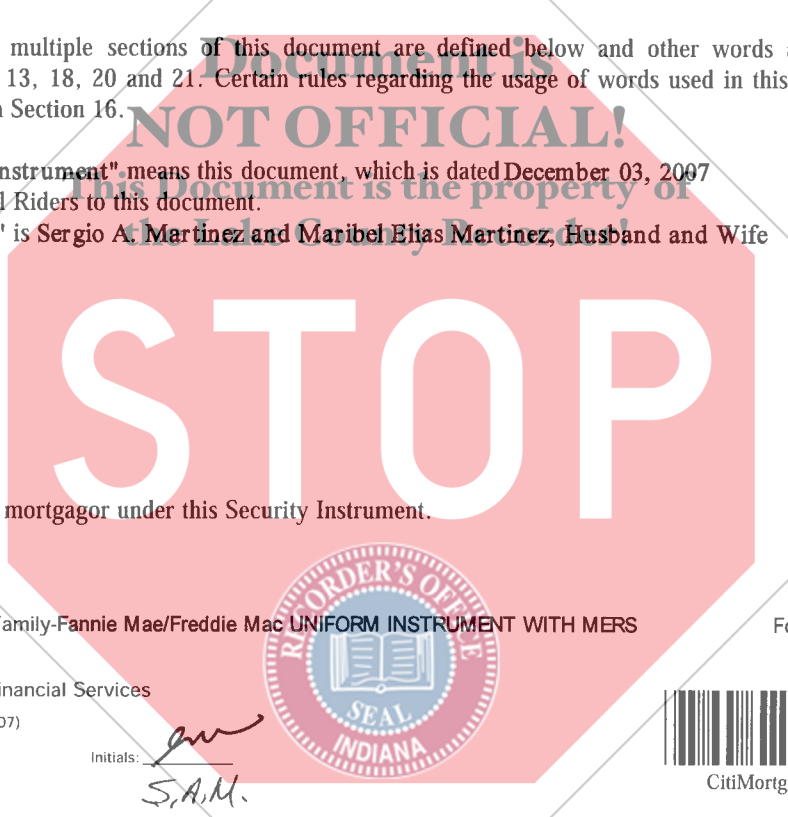 multiple sections of this document are defined below and other words
13, 18, 20 and 21. Certain rules regarding the usage of words used in this
Section 16.
Document is
NOT OFFICIAL!
This Document is the property of
the Lake County Recorder!
nstrument" means this document, which is dated December 03, 2007
l Riders to this document.
" is Sergio A. Martinez and Maribel Elias Martinez, Husband and Wife
STOP
mortgagor under this Security Instrument.
RECORDER'S OFFICE
SEAL
INDIANA
amily-Fannie Mae/Freddie Mac UNIFORM INSTRUMENT WITH MERS
Fo
inancial Services
07)
Initials:
S.A.M.
CitiMortg